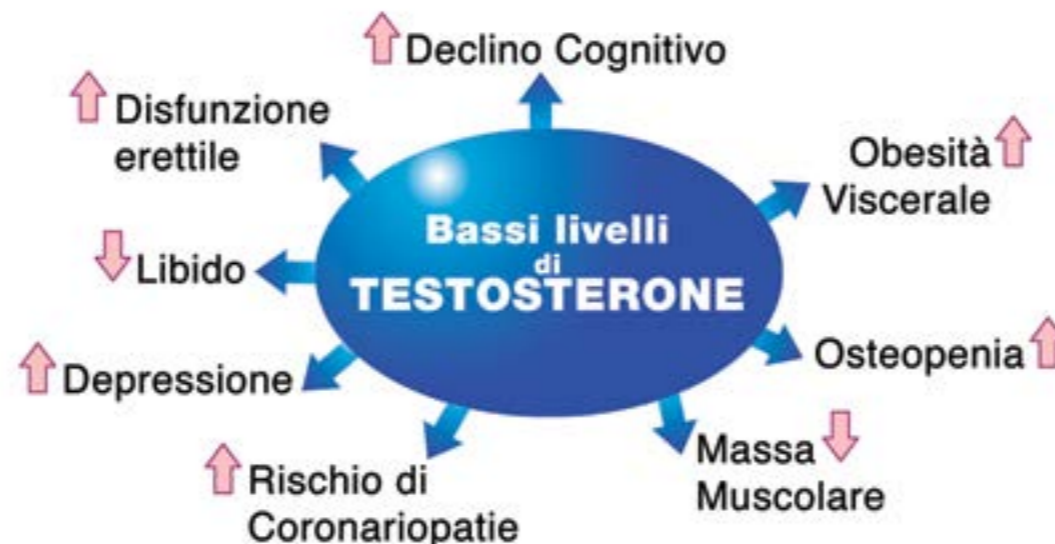 Declino Cognitivo
Disfunzione
erettile
Obesità
Viscerale
Bassi livelli
di
TESTOSTERONE
Libido
Osteopenia
Depressione
Massa
Muscolare
Rischio di
Coronariopatie